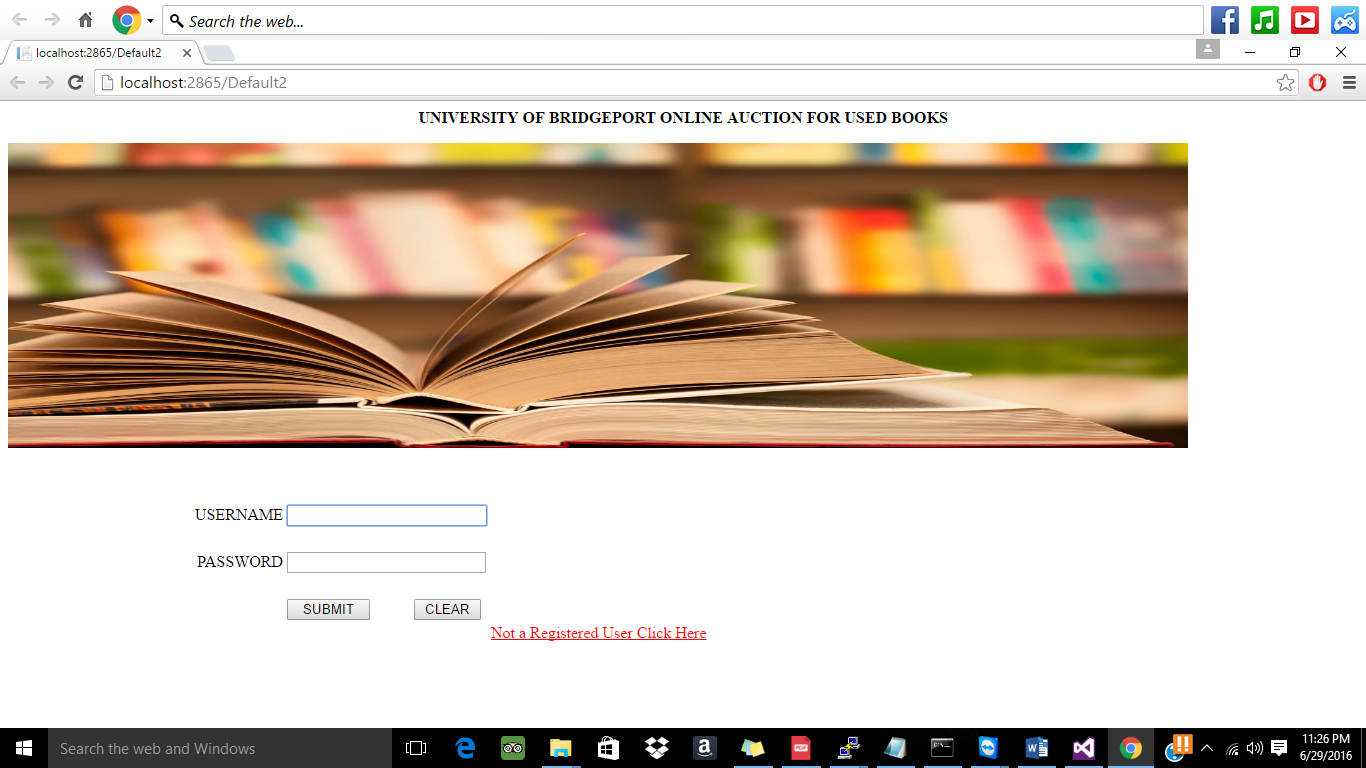 Search the web...
localhost:2865/Default2
localhost:2865/Default2
UNIVERSITY OF BRIDGEPORT ONLINE AUCTION FOR USED BOOKS
USERNAME
PASSWORD
SUBMIT CLEAR
Not a Registered User Click Here
Search the web and Windows
11:26 PM
6/29/2016